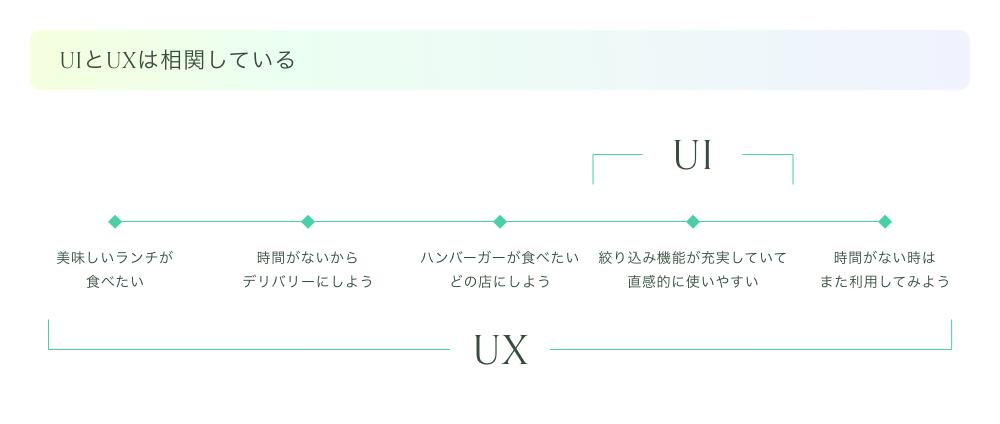 UIとUXは相関している
UI
美味しいランチが
食べたい
時間がないから
デリバリーにしよう
ハンバーガーが食べたい
どの店にしよう
絞り込み機能が充実していて
直感的に使いやすい
時間がない時は
また利用してみよう
UX